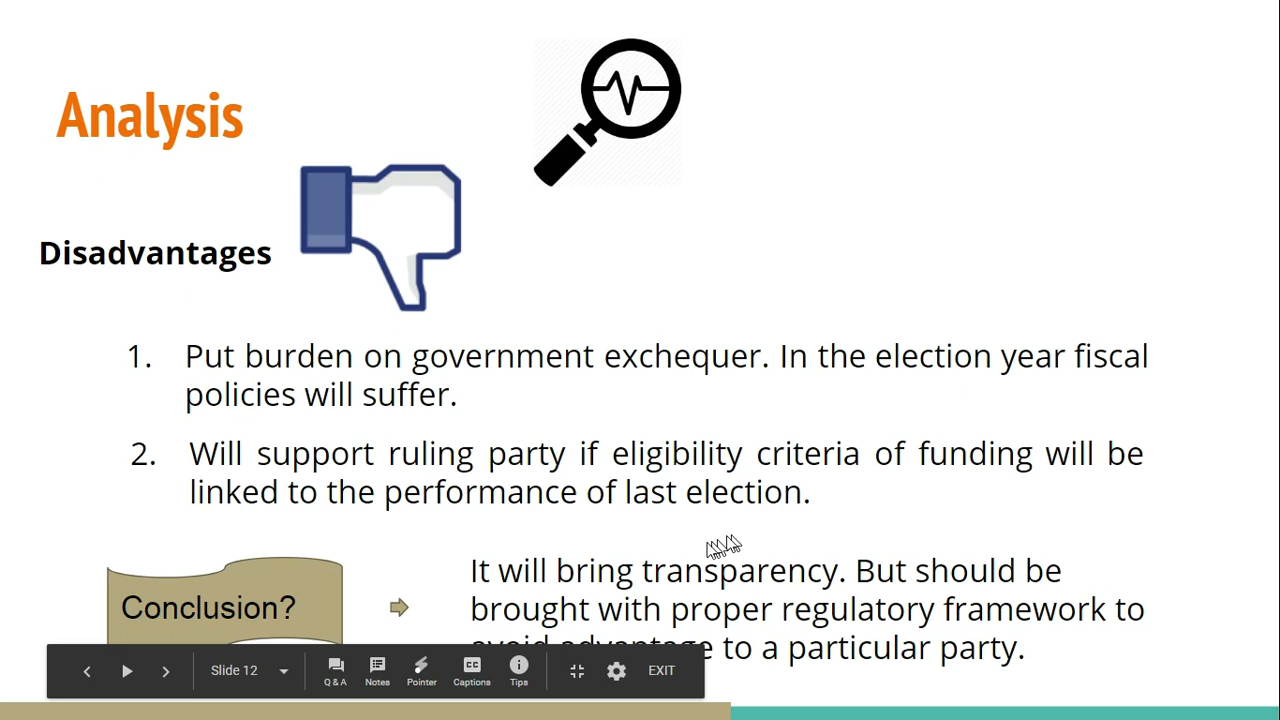 Analysis
Disadvantages
1. Put burden on government exchequer. In the election year fiscal
policies will suffer.
2. Will support ruling party if eligibility criteria of funding will be
linked to the performance of last election.
Conclusion?
It will bring transparency. But should be
brought with proper regulatory framework to
avoid advantage to a particular party.
Slide 12
Q & A
Notes
Pointer
Captions
Tips
EXIT